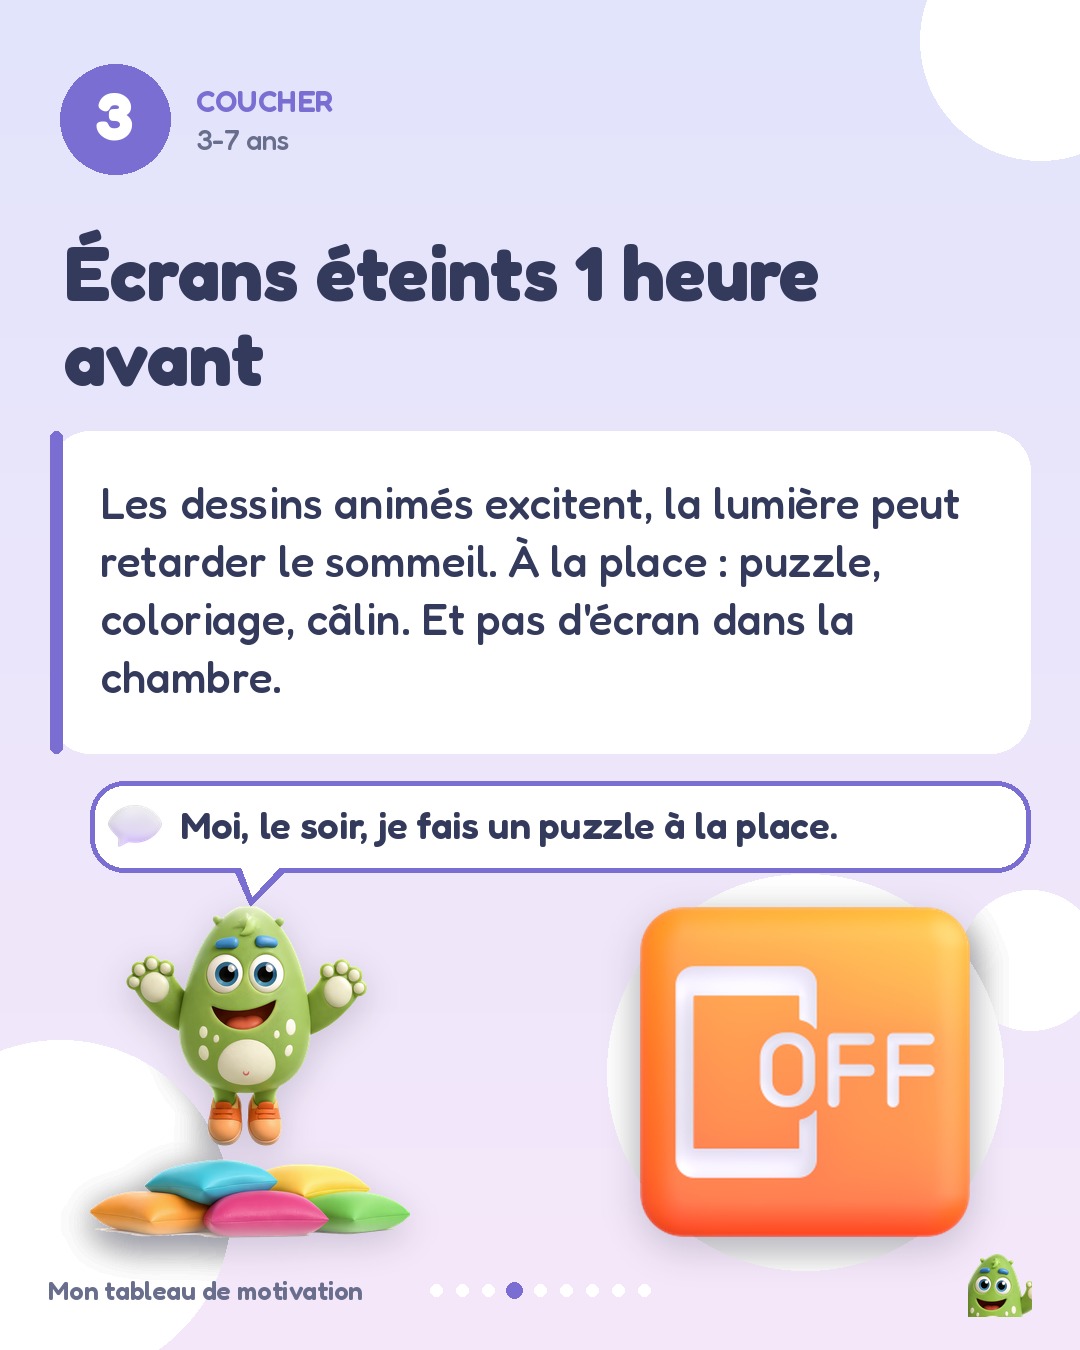 3
COUCHER
3-7 ans
Écrans éteints 1 heure
avant
Les dessins animés excitent, la lumière peut
retarder le sommeil. À la place : puzzle,
coloriage, câlin. Et pas d'écran dans la
chambre.
Moi, le soir, je fais un puzzle à la place.
OFF
Mon tableau de motivation